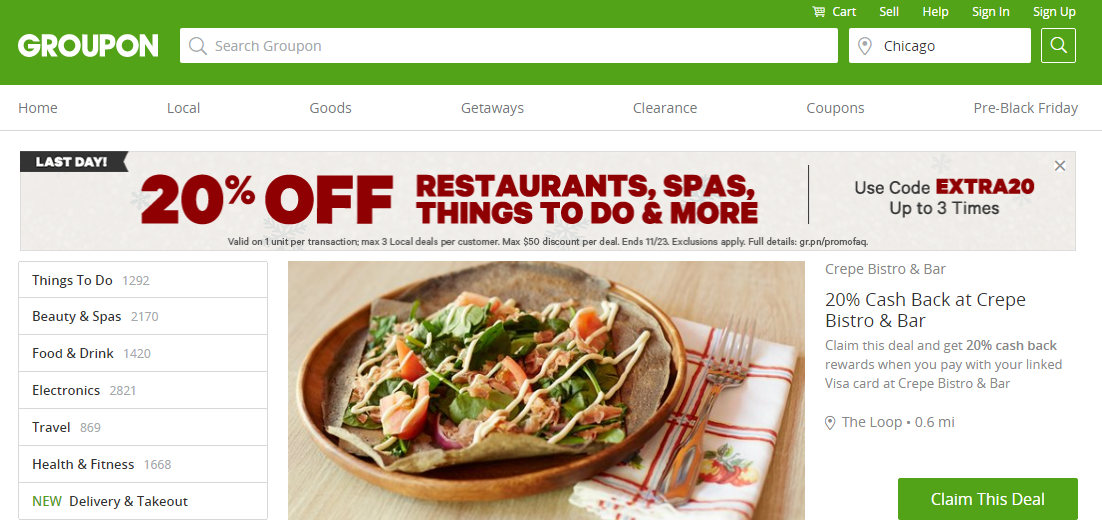 Cart Sell Help Sign In Sign Up
GROUPON
Search Groupon
Chicago
Home Local Goods Getaways Clearance Coupons Pre-Black Friday
LAST DAY!
20% OFF
RESTAURANTS, SPAS,
THINGS TO DO & MORE
Use Code EXTRA20
Up to 3 Times
Valid on 1 unit per transaction; max 3 Local deals per customer. Max $50 discount per deal. Ends 11/23. Exclusions apply. Full details: gr.pn/promofaq.
Things To Do 1292
Beauty & Spas 2170
Food & Drink 1420
Electronics 2821
Travel 869
Health & Fitness 1668
NEW Delivery & Takeout
Crepe Bistro & Bar
20% Cash Back at Crepe
Bistro & Bar
Claim this deal and get 20% cash back
rewards when you pay with your linked
Visa card at Crepe Bistro & Bar
The Loop • 0.6 mi
Claim This Deal